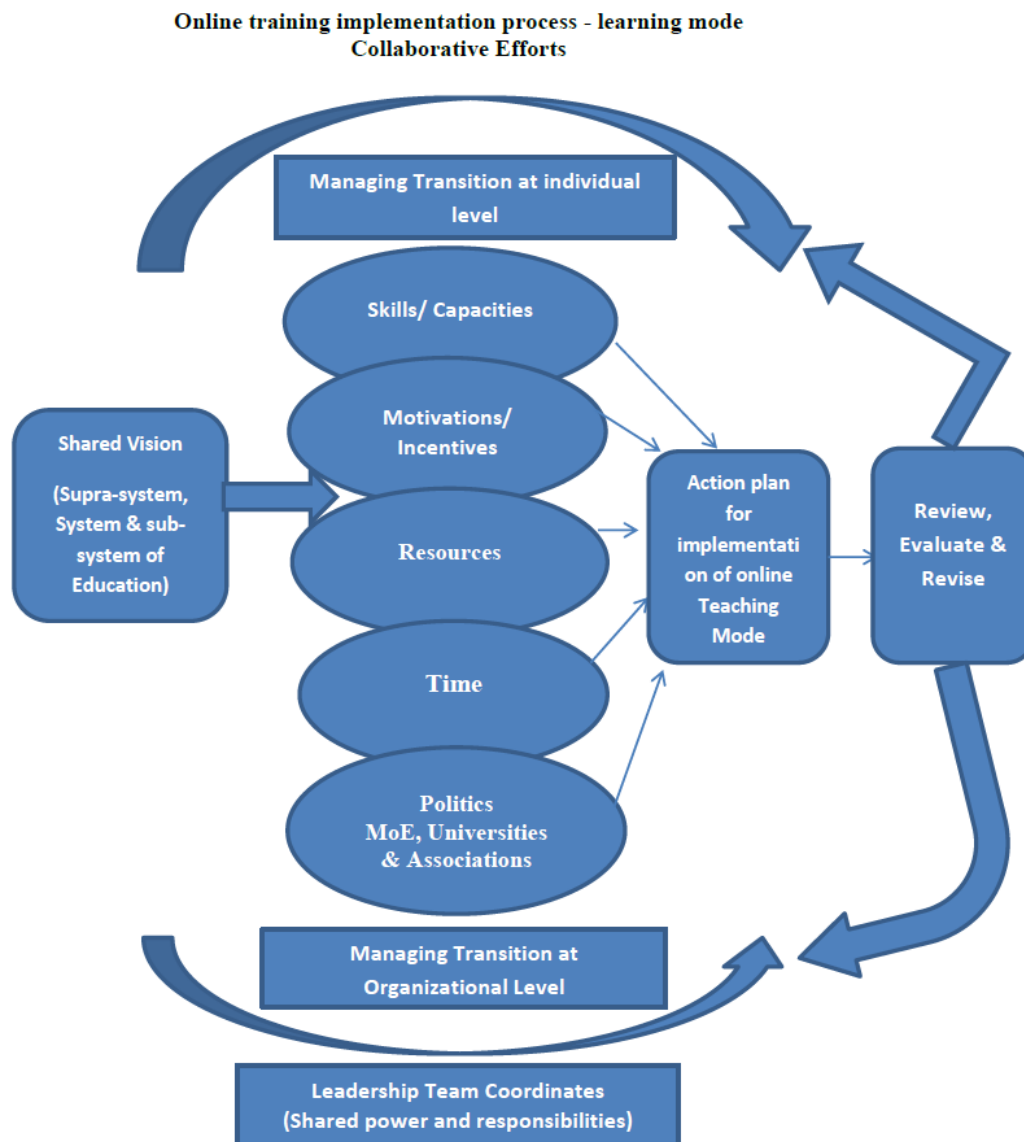 Online training implementation process - learning mode
Collaborative Efforts
Managing Transition at individual
level
Skills/ Capacities
Motivations/
Incentives
Shared Vision
(Supra-system,
System & sub-
system of
Education)
Resources
Time
Politics
MoE, Universities
& Associations
Action plan
for
implementati
on of online
Teaching
Mode
Review,
Evaluate &
Revise
Managing Transition at
Organizational Level
Leadership Team Coordinates
(Shared power and responsibilities)